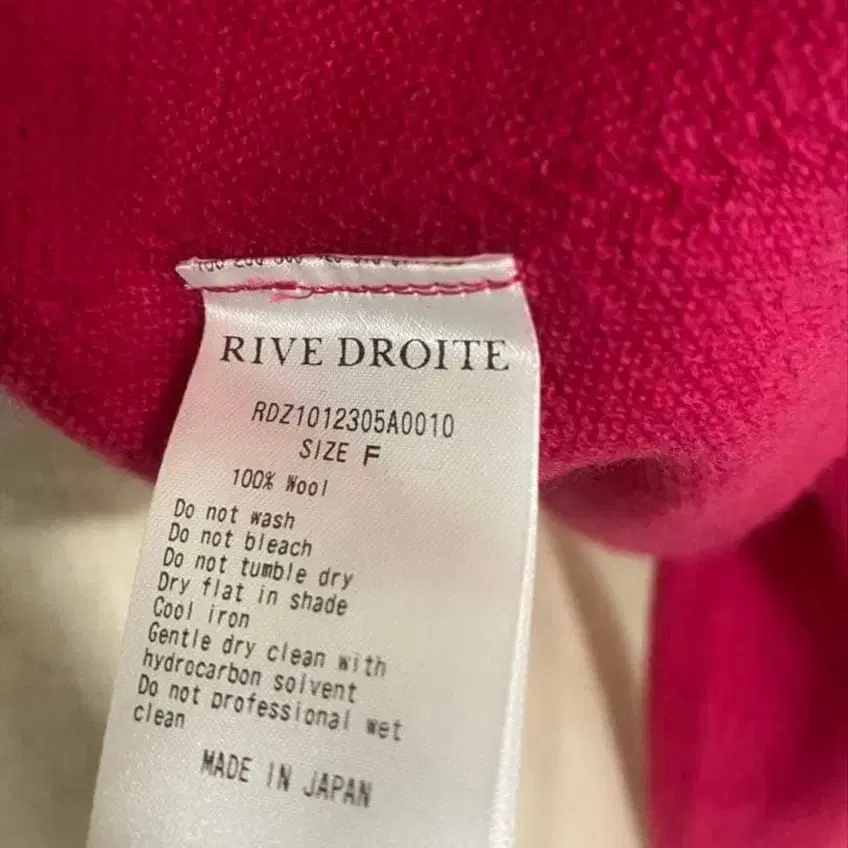 RIVE DROITE
RDZ1012305A0010
SIZE F
100% Wool
Do not wash
Do not bleach
Do not tumble dry
Dry flat in shade
Cool iron
Gentle dry clean with
hydrocarbon solvent
Do not professional wet
clean
MADE IN JAPAN